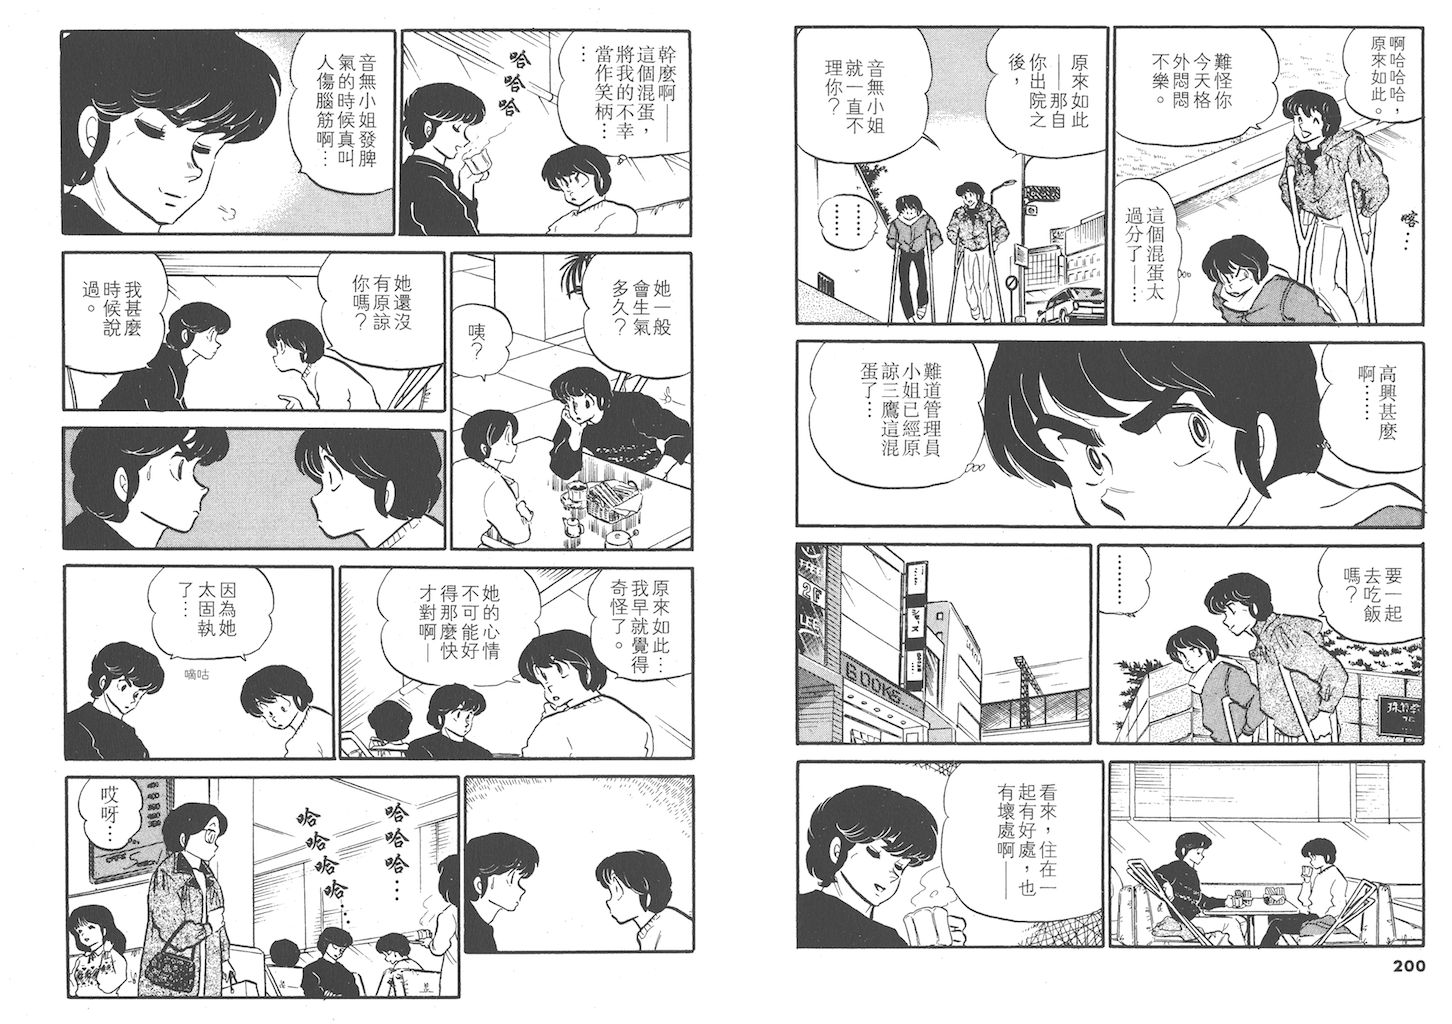 啊哈哈哈，
原來如此。
難怪你
今天格
外悶悶
不樂。
喀…
這個混蛋太
過分了——
原來如此
——那自
你出院之
後，
音無小姐
就一直不
理你？
………
………
高興甚麼
啊………
難道管理員
小姐已經原
諒三鷹這混
蛋了…
要一起
去吃飯
嗎？
………
2F
BOOKS
BOOKS
看來，住在一
起有好處，也
有壞處啊——
200
幹麼啊——
這個混蛋，
將我的不幸
當作笑柄…
…
哈
哈
哈
音無小姐發脾
氣的時候真叫
人傷腦筋啊…
她一般
會生氣
多久？
咦？
她還沒
有原諒
你嗎？
我甚麼
時候說
過。
原來如此…
我早就覺得
奇怪了。
她的心情
不可能好
得那麼快
才對啊—
因為她
太固執
了…
嘀咕
哈哈哈…
哈哈哈哈……
哎呀…